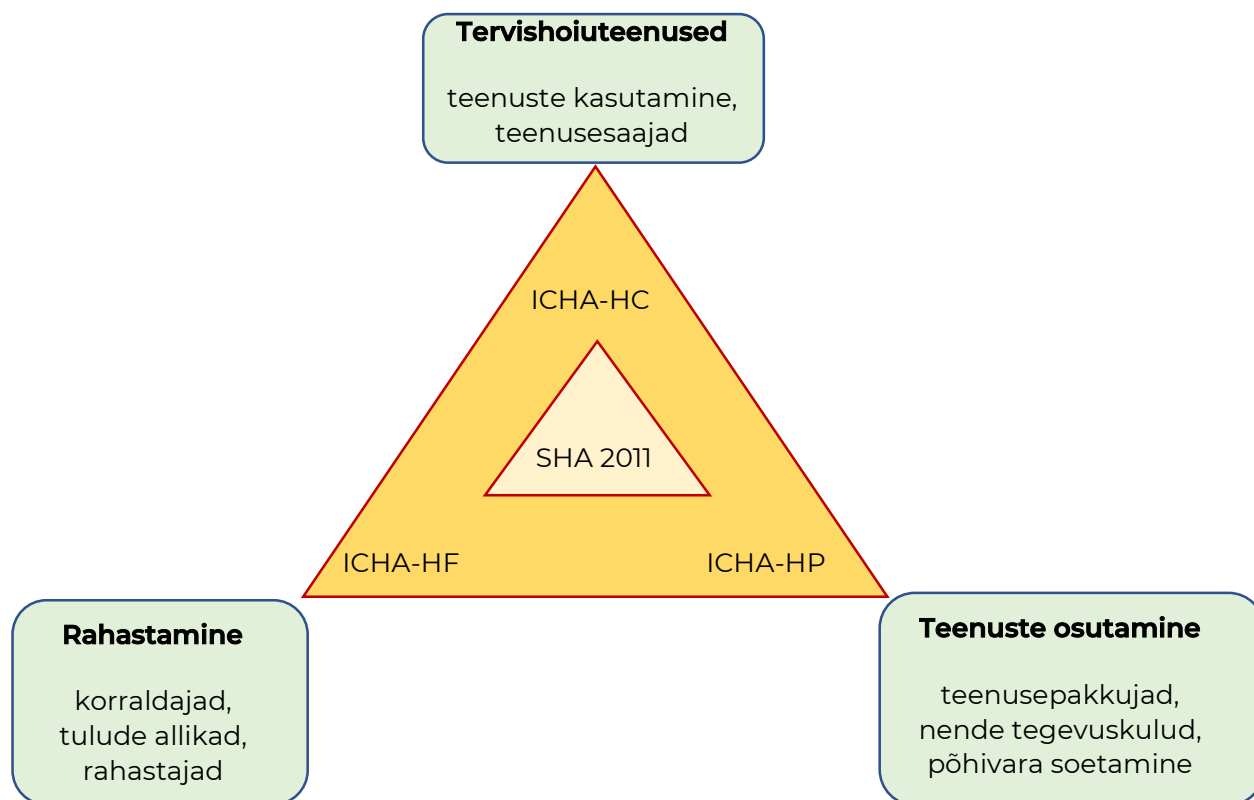 Tervishoiuteenused
teenuste kasutamine,
teenusesaajad
ICHA-HC
SHA 2011
ICHA-HF
ICHA-HP
Rahastamine
korraldajad,
tulude allikad,
rahastajad
Teenuste osutamine
teenusepakkujad,
nende tegevuskulud,
põhivara soetamine